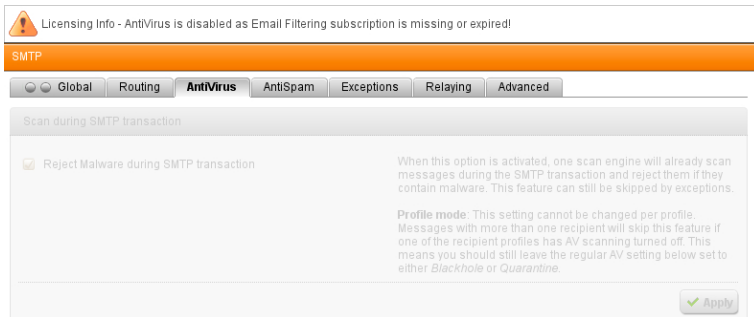 Licensing Info - AntiVirus is disabled as Email Filtering subscription is missing or expired!
SMTP
Global Routing AntiVirus AntiSpam Exceptions Relaying Advanced
Scan during SMTP transaction
Reject Malware during SMTP transaction
When this option is activated, one scan engine will already scan
messages during the SMTP transaction and reject them if they
contain malware. This feature can still be skipped by exceptions.
Profile mode: This setting cannot be changed per profile.
Messages with more than one recipient will skip this feature if
one of the recipient profiles has AV scanning turned off. This
means you should still leave the regular AV setting below set to
either Blackhole or Quarantine.
Apply